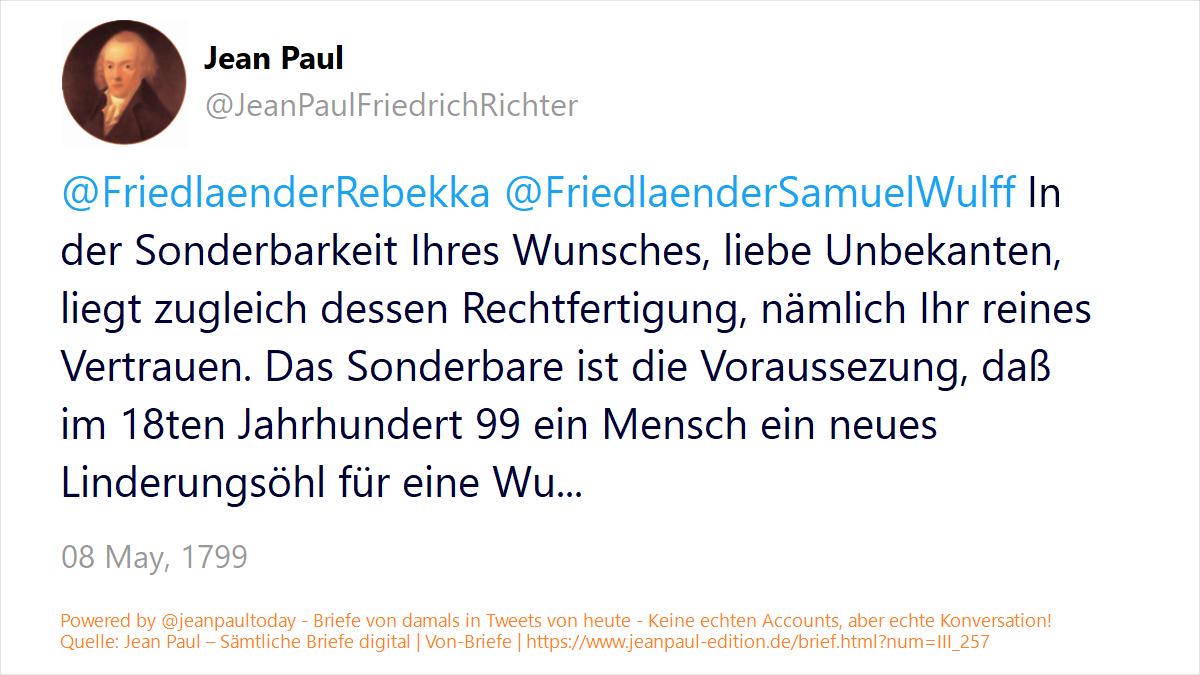 Jean Paul
@JeanPaulFriedrichRichter
@FriedlaenderRebekka @FriedlaenderSamuelWulff In
der Sonderbarkeit Ihres Wunsches, liebe Unbekanten,
liegt zugleich dessen Rechtfertigung, nämlich Ihr reines
Vertrauen. Das Sonderbare ist die Voraussezung, daß
im 18ten Jahrhundert 99 ein Mensch ein neues
Linderungsöhl für eine Wu...
08 May, 1799
Powered by @jeanpaultoday - Briefe von damals in Tweets von heute - Keine echten Accounts, aber echte Konversation!
Quelle: Jean Paul – Sämtliche Briefe digital | Von-Briefe | https://www.jeanpaul-edition.de/brief.html?num=III_257